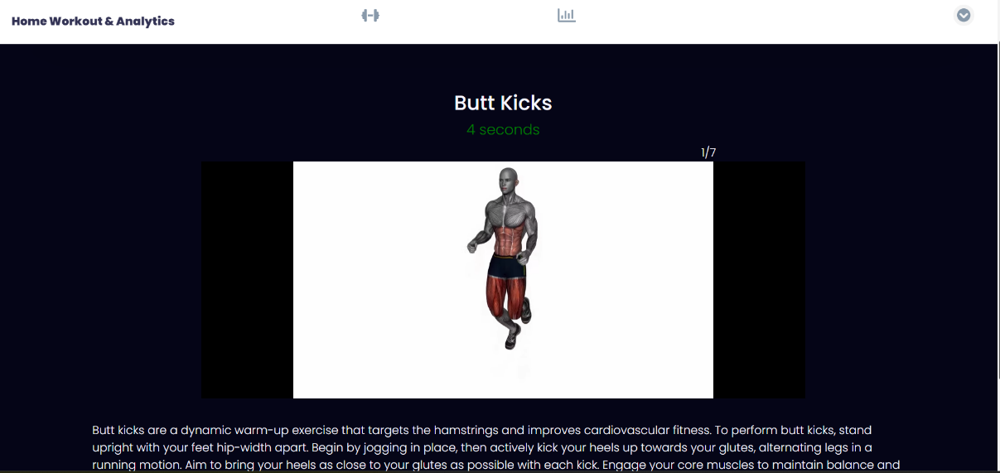 Home Workout & Analytics
Butt Kicks
4 seconds
1/7
Butt kicks are a dynamic warm-up exercise that targets the hamstrings and improves cardiovascular fitness. To perform butt kicks, stand
upright with your feet hip-width apart. Begin by jogging in place, then actively kick your heels up towards your glutes, alternating legs in a
running motion. Aim to bring your heels as close to your glutes as possible with each kick. Engage your core muscles to maintain balance and